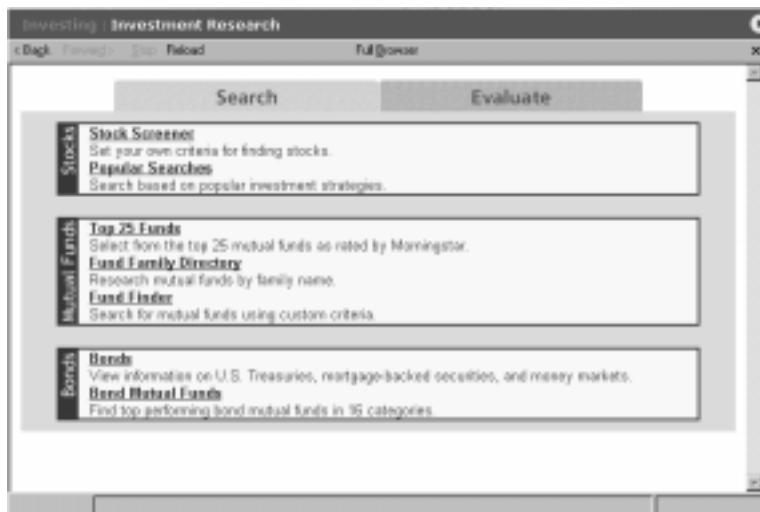 Investing : Investment Research
< Back Forward > Stop Reload Full Browser
Search Evaluate
Stocks
Stock Screener
Set your own criteria for finding stocks.
Popular Searches
Search based on popular investment strategies.
Mutual Funds
Top 25 Funds
Select from the top 25 mutual funds as rated by Morningstar.
Fund Family Directory
Research mutual funds by family name.
Fund Finder
Search for mutual funds using custom criteria.
Bonds
Bonds
View information on U.S. Treasuries, mortgage-backed securities, and money markets.
Bond Mutual Funds
Find top performing bond mutual funds in 16 categories.